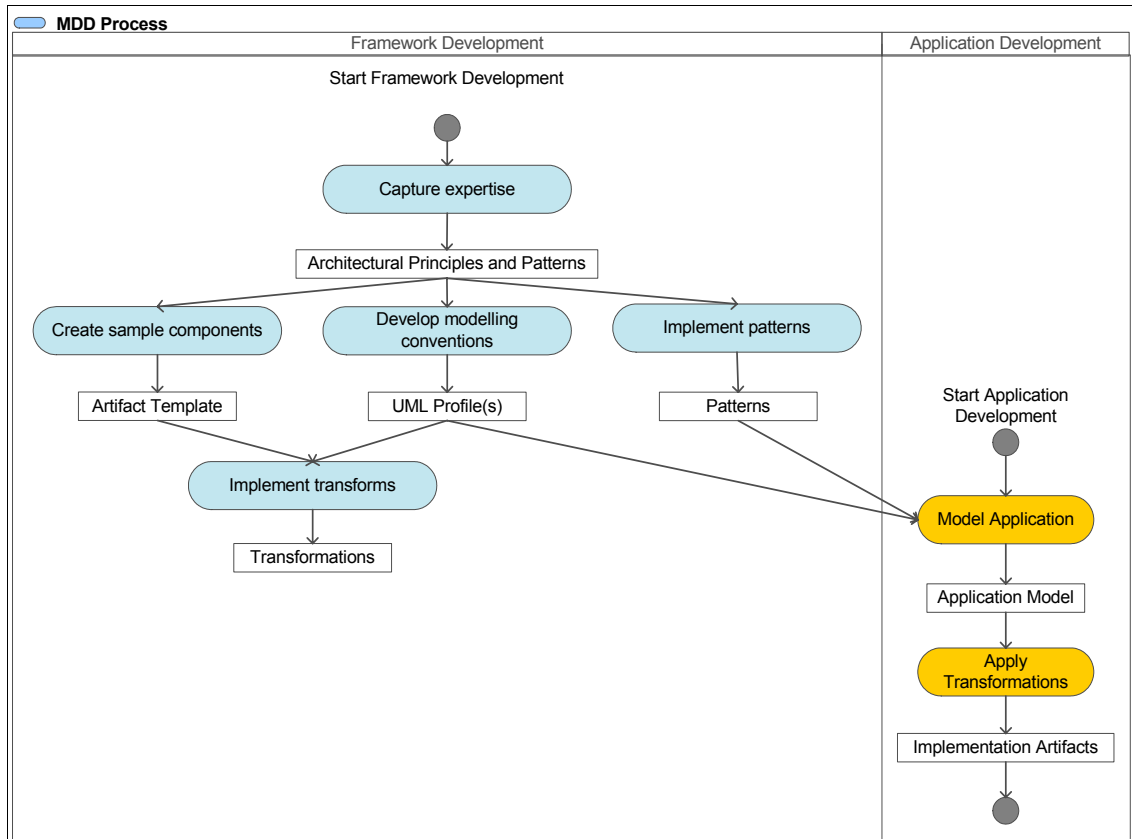 MDD Process
Framework Development
Application Development
Start Framework Development
Capture expertise
Architectural Principles and Patterns
Create sample components
Develop modelling
conventions
Implement patterns
Artifact Template
UML Profile(s)
Patterns
Start Application
Development
Implement transforms
Model Application
Transformations
Application Model
Apply
Transformations
Implementation Artifacts